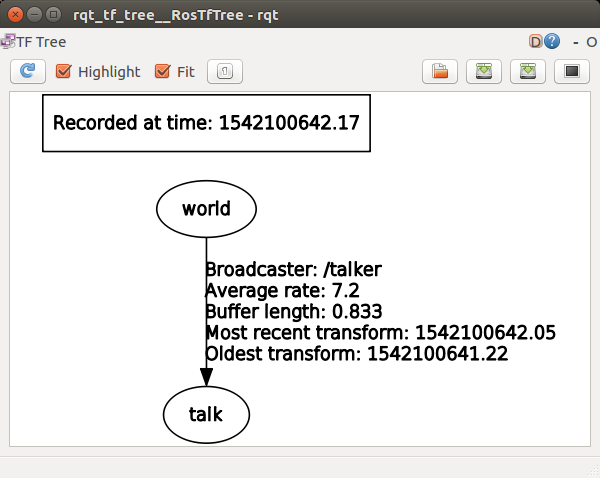 rqt_tf_tree__RosTfTree - rqt
TF Tree
D ? - O
Highlight
Fit
Recorded at time: 1542100642.17
world
Broadcaster: /talker
Average rate: 7.2
Buffer length: 0.833
Most recent transform: 1542100642.05
Oldest transform: 1542100641.22
talk